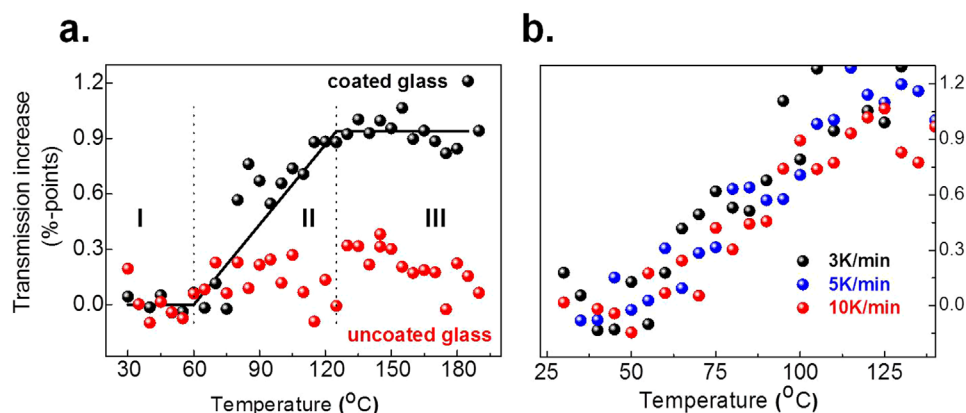 a.
b.
1.2
0.9
0.6
0.3
0.0
Transmission increase
(%-points)
coated glass
I
II
III
uncoated glass
30
60
90
120
150
180
Temperature (°C)
1.2
0.9
0.6
0.3
0.0
3K/min
5K/min
10K/min
25
50
75
100
125
Temperature (°C)